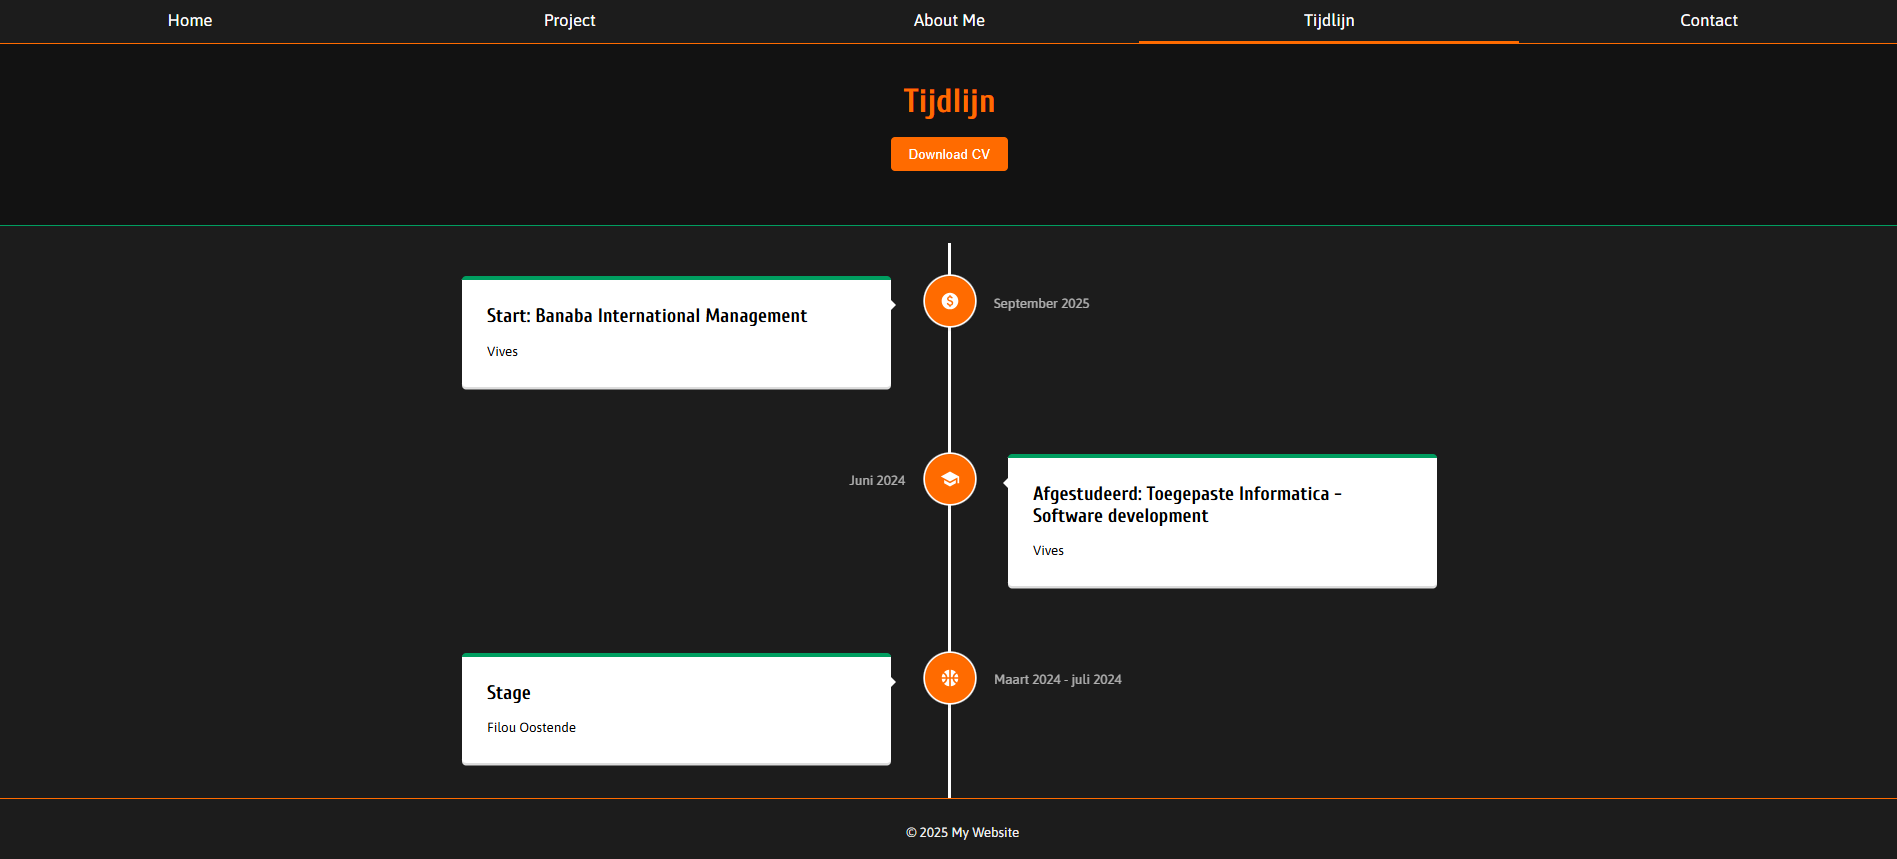 Home
Project
About Me
Tijdlijn
Contact
Tijdlijn
Download CV
Start: Banaba International Management
Vives
September 2025
Juni 2024
Afgestudeerd: Toegepaste Informatica -
Software development
Vives
Stage
Filou Oostende
Maart 2024 - juli 2024
© 2025 My Website